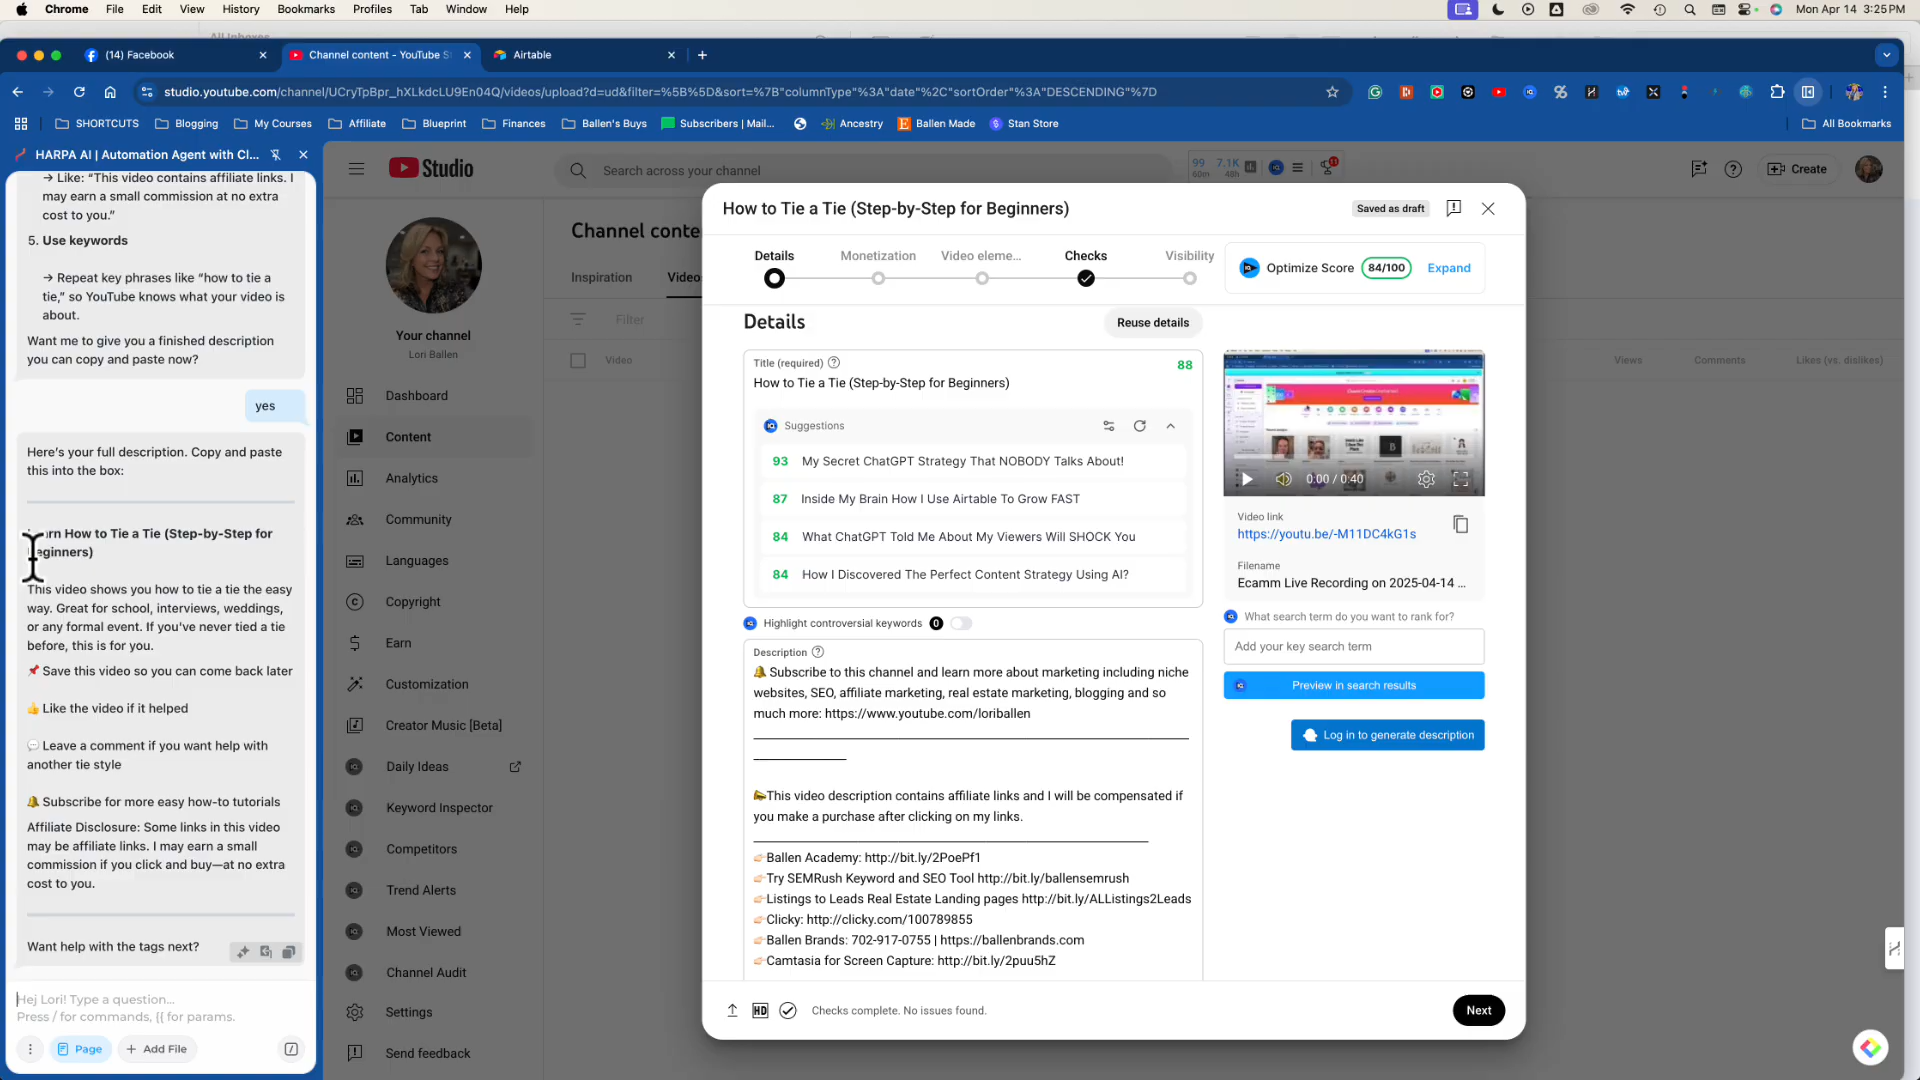 Chrome File Edit View History Bookmarks Profiles Tab Window Help
Mon Apr 14 3:25PM
All Inboxes
(14) Facebook
Channel content - YouTube S
Airtable
studio.youtube.com/channel/UCryTpBpr_hXLkdcLU9En04Q/videos/upload?d=ud&filter=%5B%5D&sort=%7B"columnType"%3A"date"%2C"sortOrder"%3A"DESCENDING"%7D
SHORTCUTS
Blogging
My Courses
Affiliate
Blueprint
Finances
Ballen's Buys
Subscribers | Mail...
Ancestry
Ballen Made
Stan Store
All Bookmarks
HARPA AI | Automation Agent with Cl...
→ Like: “This video contains affiliate links. I
may earn a small commission at no extra
cost to you.”
5. Use keywords
→ Repeat key phrases like “how to tie a
tie,” so YouTube knows what your video is
about.
Want me to give you a finished description
you can copy and paste now?
yes
Here’s your full description. Copy and paste
this into the box:
rn How to Tie a Tie (Step-by-Step for
eginners)
This video shows you how to tie a tie the easy
way. Great for school, interviews, weddings,
or any formal event. If you’ve never tied a tie
before, this is for you.
📌 Save this video so you can come back later
👍 Like the video if it helped
💬 Leave a comment if you want help with
another tie style
🔔 Subscribe for more easy how-to tutorials
Affiliate Disclosure: Some links in this video
may be affiliate links. I may earn a small
commission if you click and buy—at no extra
cost to you.
Want help with the tags next?
Hej Lori! Type a question...
Press / for commands, {{ for params.
Page
+ Add File
Studio
Search across your channel
99 7.1K
60m 48h
11
Create
Your channel
Lori Ballen
Dashboard
Content
Analytics
Community
Languages
Copyright
Earn
Customization
Creator Music [Beta]
Daily Ideas
Keyword Inspector
Competitors
Trend Alerts
Most Viewed
Channel Audit
Settings
Send feedback
Channel conte
Inspiration
Video
Filter
Video
Views
Comments
Likes (vs. dislikes)
How to Tie a Tie (Step-by-Step for Beginners)
Saved as draft
Details
Monetization
Video eleme...
Checks
Visibility
Optimize Score 84/100 Expand
Details
Reuse details
Title (required)
88
How to Tie a Tie (Step-by-Step for Beginners)
Suggestions
93 My Secret ChatGPT Strategy That NOBODY Talks About!
87 Inside My Brain How I Use Airtable To Grow FAST
84 What ChatGPT Told Me About My Viewers Will SHOCK You
84 How I Discovered The Perfect Content Strategy Using AI?
Highlight controversial keywords 0
Description
🔔 Subscribe to this channel and learn more about marketing including niche
websites, SEO, affiliate marketing, real estate marketing, blogging and so
much more: https://www.youtube.com/loriballen
This video description contains affiliate links and I will be compensated if
you make a purchase after clicking on my links.
👉Ballen Academy: http://bit.ly/2PoePf1
👉Try SEMRush Keyword and SEO Tool http://bit.ly/ballensemrush
👉Listings to Leads Real Estate Landing pages http://bit.ly/ALListings2Leads
👉Clicky: http://clicky.com/100789855
👉Ballen Brands: 702-917-0755 | https://ballenbrands.com
👉Camtasia for Screen Capture: http://bit.ly/2puu5hZ
0:00 / 0:40
Video link
https://youtu.be/-M11DC4kG1s
Filename
Ecamm Live Recording on 2025-04-14 ...
What search term do you want to rank for?
Add your key search term
Preview in search results
Log in to generate description
HD
Checks complete. No issues found.
Next